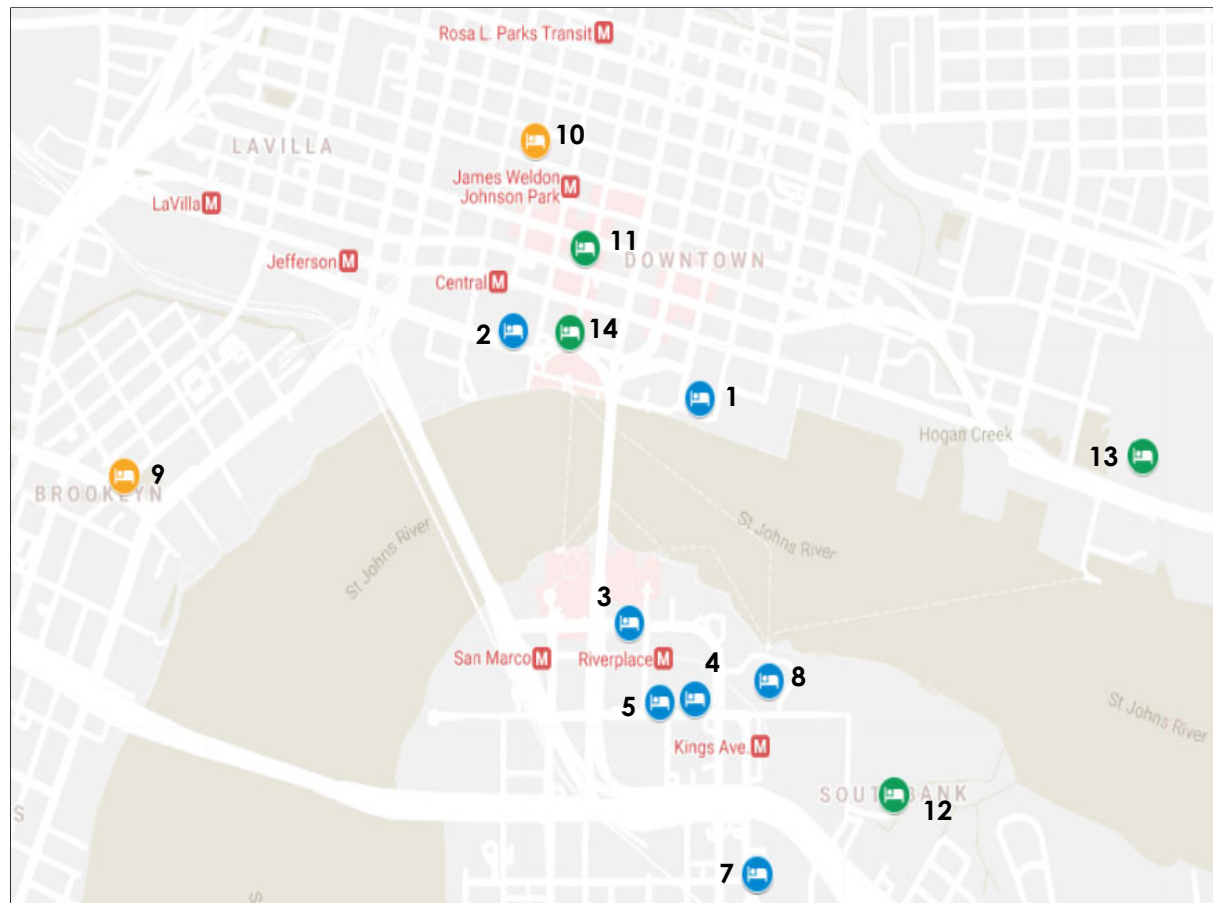 Rosa L. Parks Transit M
10
LAVILLA
James Weldon
Johnson Park M
LaVilla M
11
DOWNTOWN
Jefferson M
Central M
2
14
1
Hogan Creek
13
9
BROOKLYN
St Johns River
St Johns River
3
San Marco M
Riverplace M
4
8
5
St Johns River
Kings Ave. M
SOUTHBANK
12
S
7